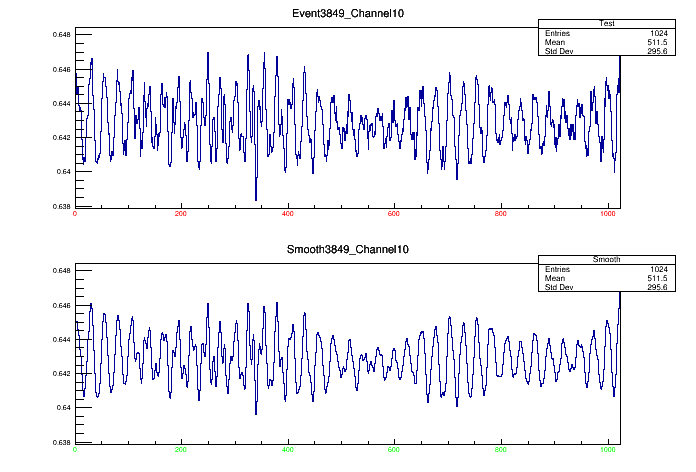 Event3849_Channel10
Test
Entries 1024
Mean 511.5
Std Dev 295.6
0.648
0.646
0.644
0.642
0.64
0.638
0 200 400 600 800 1000
Smooth3849_Channel10
Smooth
Entries 1024
Mean 511.5
Std Dev 295.6
0.648
0.646
0.644
0.642
0.64
0.638
0 200 400 600 800 1000